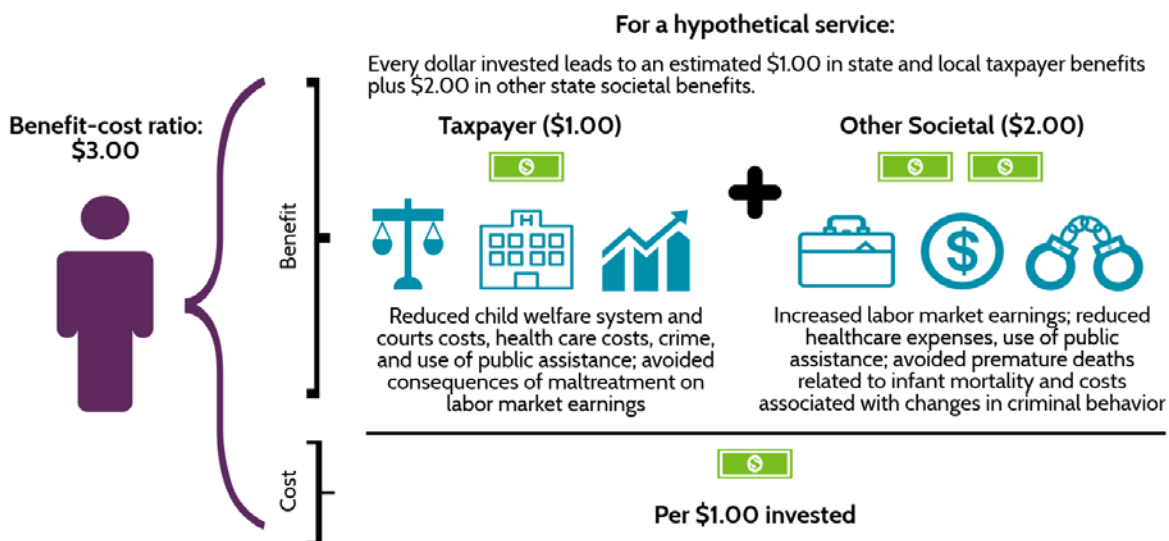 For a hypothetical service:
Every dollar invested leads to an estimated $1.00 in state and local taxpayer benefits
plus $2.00 in other state societal benefits.
Benefit-cost ratio:
$3.00
Benefit
Taxpayer ($1.00)
$
H
Reduced child welfare system and
courts costs, health care costs, crime,
and use of public assistance; avoided
consequences of maltreatment on
labor market earnings
Other Societal ($2.00)
$
$
$
Increased labor market earnings; reduced
healthcare expenses, use of public
assistance; avoided premature deaths
related to infant mortality and costs
associated with changes in criminal behavior
Cost
$
Per $1.00 invested